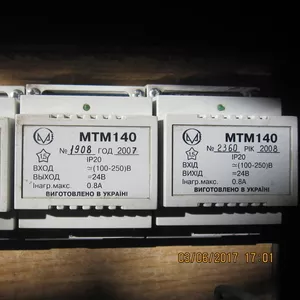 МТМ140
№ 1908 ГОД 2007
IP20
ВХОД ≃(100-250)В
ВЫХОД =24В
Iнагр.макс. 0.8А
ВИГОТОВЛЕНО В УКРАЇНІ
МТМ140
№ 2360 РІК 2008
IP20
ВХІД ≃(100-250)В
ВИХІД =24В
Iнагр.макс. 0.8А
ВИГОТОВЛЕНО В УКРАЇНІ
03/06/2017 17:01